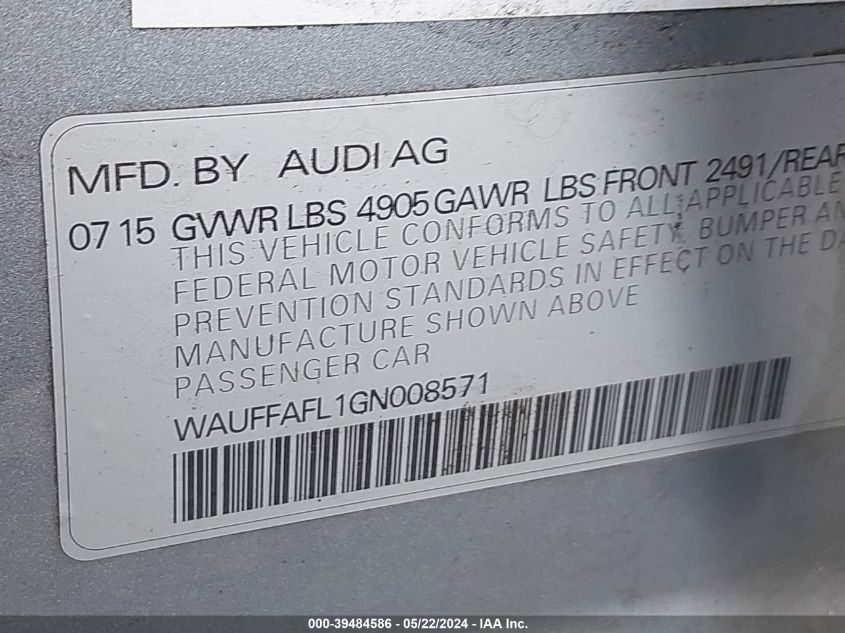 MFD. BY AUDI AG
07 15 GVWR LBS 4905 GAWR LBS FRONT 2491/REAR
THIS VEHICLE CONFORMS TO ALL APPLICABLE
FEDERAL MOTOR VEHICLE SAFETY, BUMPER AN
PREVENTION STANDARDS IN EFFECT ON THE DA
MANUFACTURE SHOWN ABOVE
PASSENGER CAR
WAUFFAFL1GN008571
000-39484586 - 05/22/2024 - IAA Inc.